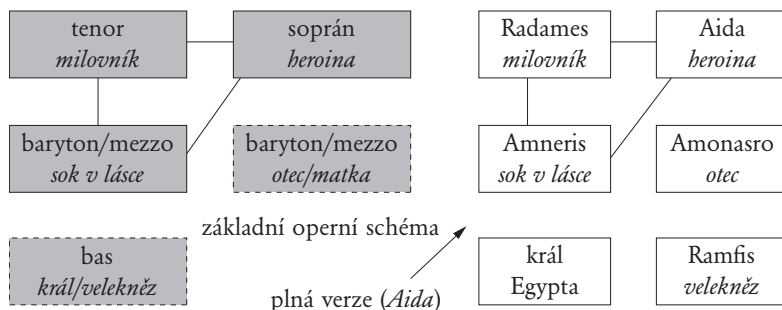 tenor
milovník
soprán
heroina
Radames
milovník
Aida
heroina
baryton/mezzo
sok v lásce
baryton/mezzo
otec/matka
Amneris
sok v lásce
Amonasro
otec
základní operní schéma
bas
král/velekněz
král
Egypta
Ramfis
velekněz
plná verze (Aida)